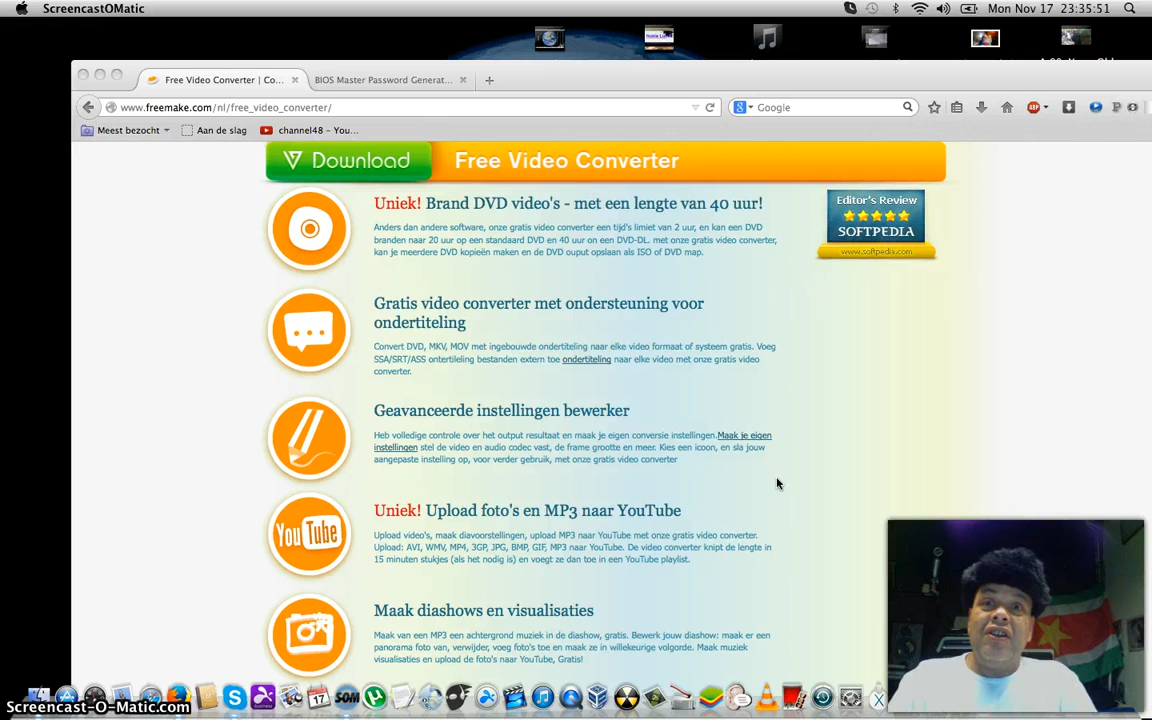 ScreencastOMatic
Mon Nov 17 23:35:51
Free Video Converter | Co...
BIOS Master Password Generat...
www.freemake.com/nl/free_video_converter/
Google
Meest bezocht
Aan de slag
channel48 – You...
Download
Free Video Converter
Uniek! Brand DVD video's - met een lengte van 40 uur!
Anders dan andere software, onze gratis video converter een tijd's limiet van 2 uur, en kan een DVD
branden naar 20 uur op een standaard DVD en 40 uur on een DVD-DL. met onze gratis video converter,
kan je meerdere DVD kopieën maken en de DVD ouput opslaan als ISO of DVD map.
Editor's Review
SOFTPEDIA
www.softpedia.com
Gratis video converter met ondersteuning voor
ondertiteling
Convert DVD, MKV, MOV met ingebouwde ondertiteling naar elke video formaat of systeem gratis. Voeg
SSA/SRT/ASS ontertileling bestanden extern toe ondertiteling naar elke video met onze gratis video
converter.
Geavanceerde instellingen bewerker
Heb volledige controle over het output resultaat en maak je eigen conversie instellingen.Maak je eigen
instellingen stel de video en audio codec vast, de frame grootte en meer. Kies een icoon, en sla jouw
aangepaste instelling op, voor verder gebruik, met onze gratis video converter
YouTube
Uniek! Upload foto's en MP3 naar YouTube
Upload video's, maak diavoorstellingen, upload MP3 naar YouTube met onze gratis video converter.
Upload: AVI, WMV, MP4, 3GP, JPG, BMP, GIF, MP3 naar YouTube. De video converter knipt de lengte in
15 minuten stukjes (als het nodig is) en voegt ze dan toe in een YouTube playlist.
Maak diashows en visualisaties
Maak van een MP3 een achtergrond muziek in de diashow, gratis. Bewerk jouw diashow: maak er een
panorama foto van, verwijder, voeg foto's toe en maak ze in willekeurige volgorde. Maak muziek
visualisaties en upload de foto's naar YouTube, Gratis!
17
SOM
Screencast-O-Matic.com